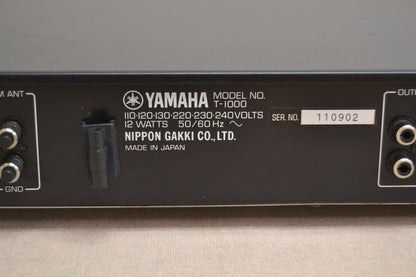 M ANT
GND
YAMAHA MODEL NO. T-1000
110·120·130·220·230·240VOLTS
12 WATTS 50/60Hz
NIPPON GAKKI CO., LTD.
MADE IN JAPAN
SER. NO. 110902
OUT